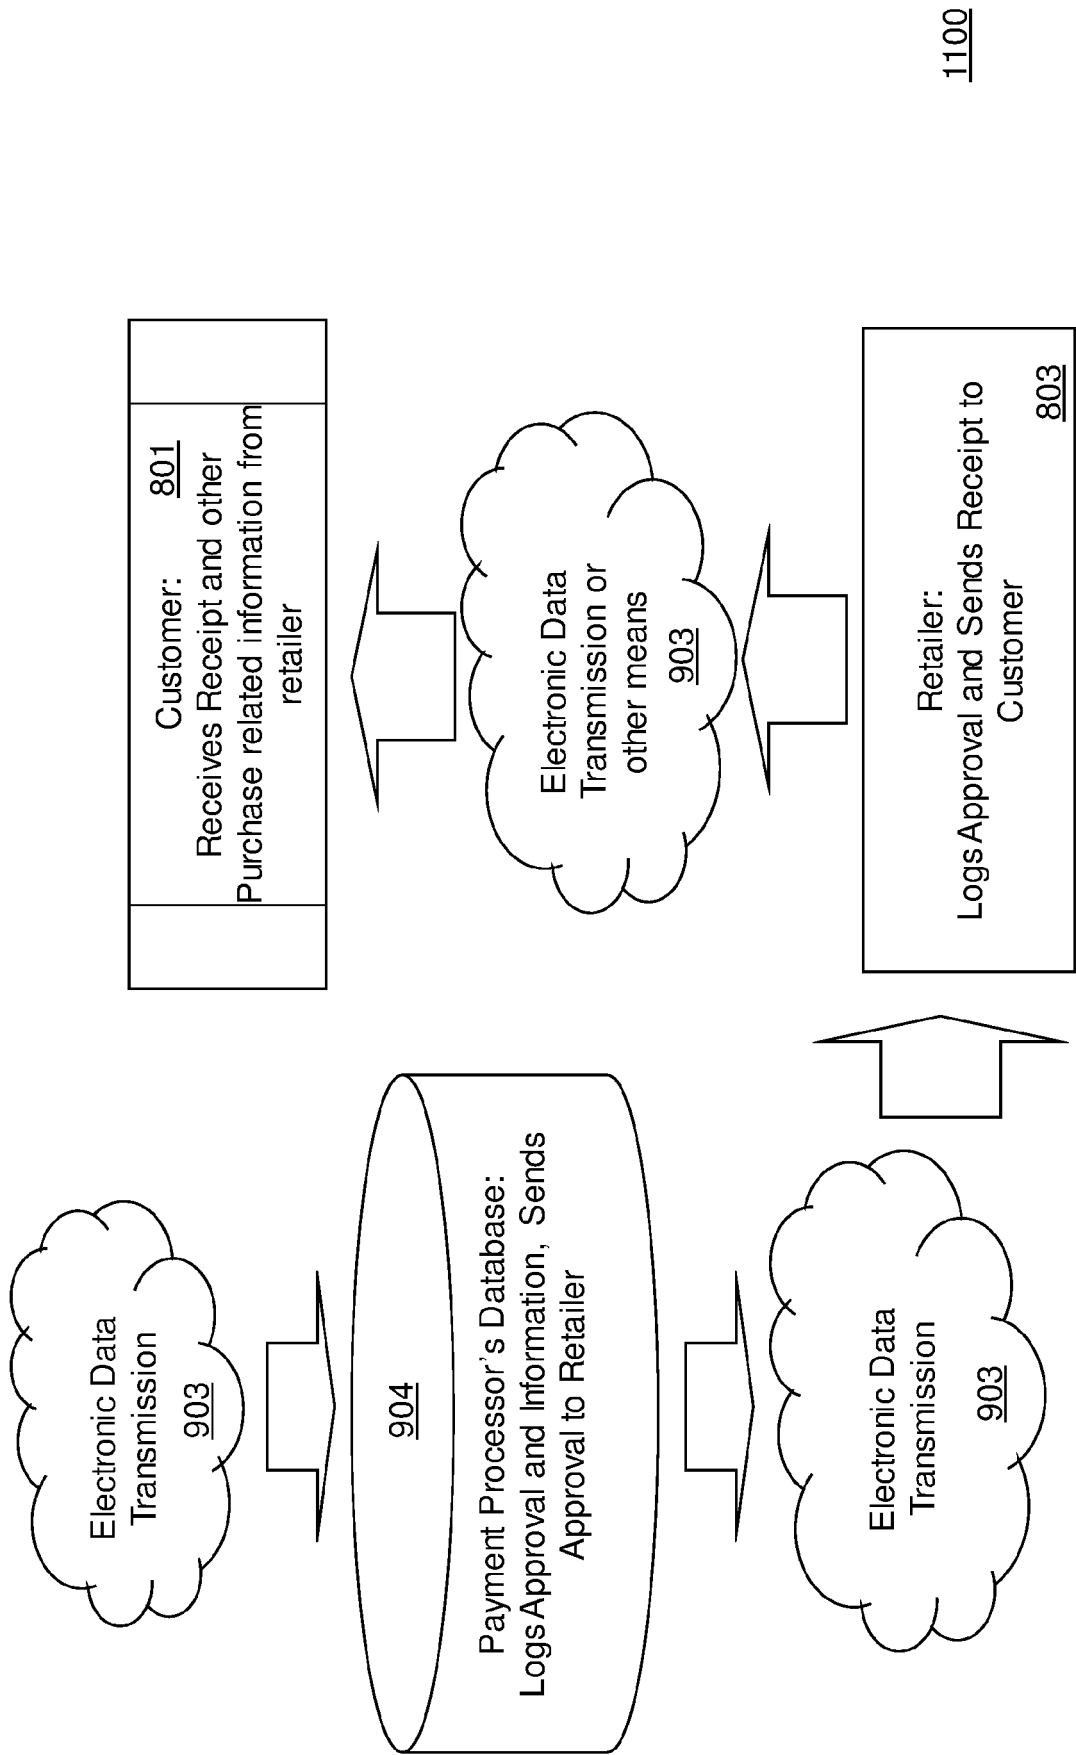 Electronic Data
Transmission
903
904
Payment Processor's Database:
Logs Approval and Information, Sends
Approval to Retailer
Electronic Data
Transmission
903
Retailer:
Logs Approval and Sends Receipt to
Customer
803
Electronic Data
Transmission or
other means
903
Customer:
801
Receives Receipt and other
Purchase related information from
retailer
1100